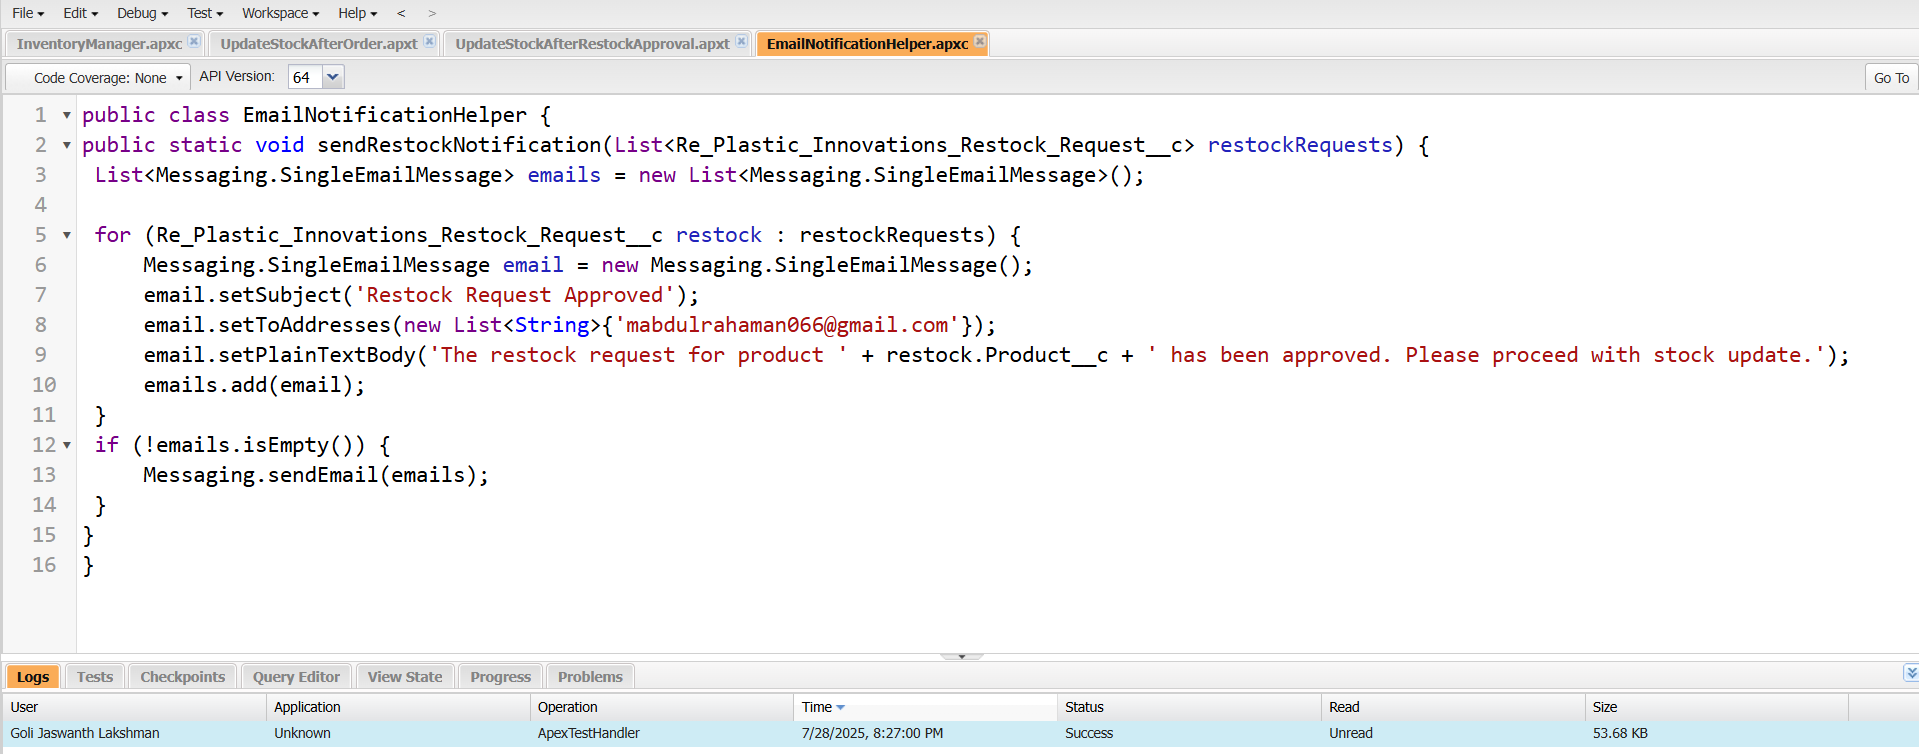 File Edit Debug Test Workspace Help < >
InventoryManager.apxc UpdateStockAfterOrder.apxt UpdateStockAfterRestockApproval.apxt EmailNotificationHelper.apxc
Code Coverage: None API Version: 64 Go To
1 public class EmailNotificationHelper {
2 public static void sendRestockNotification(List<Re_Plastic_Innovations_Restock_Request__c> restockRequests) {
3 List<Messaging.SingleEmailMessage> emails = new List<Messaging.SingleEmailMessage>();
4
5 for (Re_Plastic_Innovations_Restock_Request__c restock : restockRequests) {
6 Messaging.SingleEmailMessage email = new Messaging.SingleEmailMessage();
7 email.setSubject('Restock Request Approved');
8 email.setToAddresses(new List<String>{'mabdulrahaman066@gmail.com'});
9 email.setPlainTextBody('The restock request for product ' + restock.Product__c + ' has been approved. Please proceed with stock update.');
10 emails.add(email);
11 }
12 if (!emails.isEmpty()) {
13 Messaging.sendEmail(emails);
14 }
15 }
16 }
Logs Tests Checkpoints Query Editor View State Progress Problems
User Application Operation Time Status Read Size
Goli Jaswanth Lakshman Unknown ApexTestHandler 7/28/2025, 8:27:00 PM Success Unread 53.68 KB